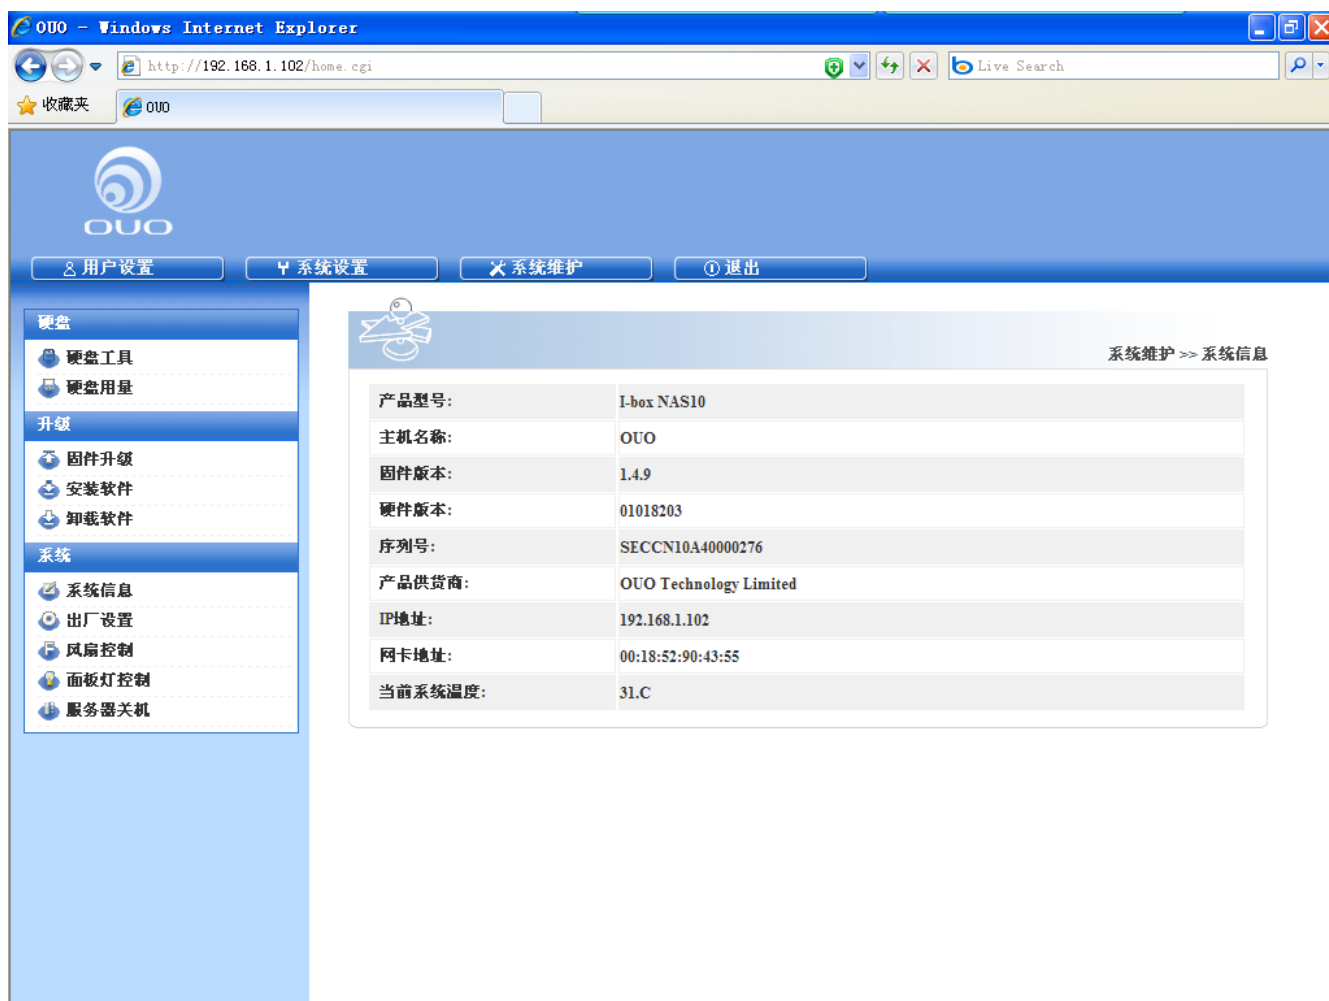 OUO - Windows Internet Explorer
http://192.168.1.102/home.cgi
Live Search
收藏夹
OUO
OUO
用户设置
系统设置
系统维护
退出
硬盘
硬盘工具
硬盘用量
升级
固件升级
安装软件
卸载软件
系统
系统信息
出厂设置
风扇控制
面板灯控制
服务器关机
系统维护 >> 系统信息
产品型号: I-box NAS10
主机名称: OUO
固件版本: 1.4.9
硬件版本: 01018203
序列号: SECCN10A40000276
产品供货商: OUO Technology Limited
IP地址: 192.168.1.102
网卡地址: 00:18:52:90:43:55
当前系统温度: 31.C